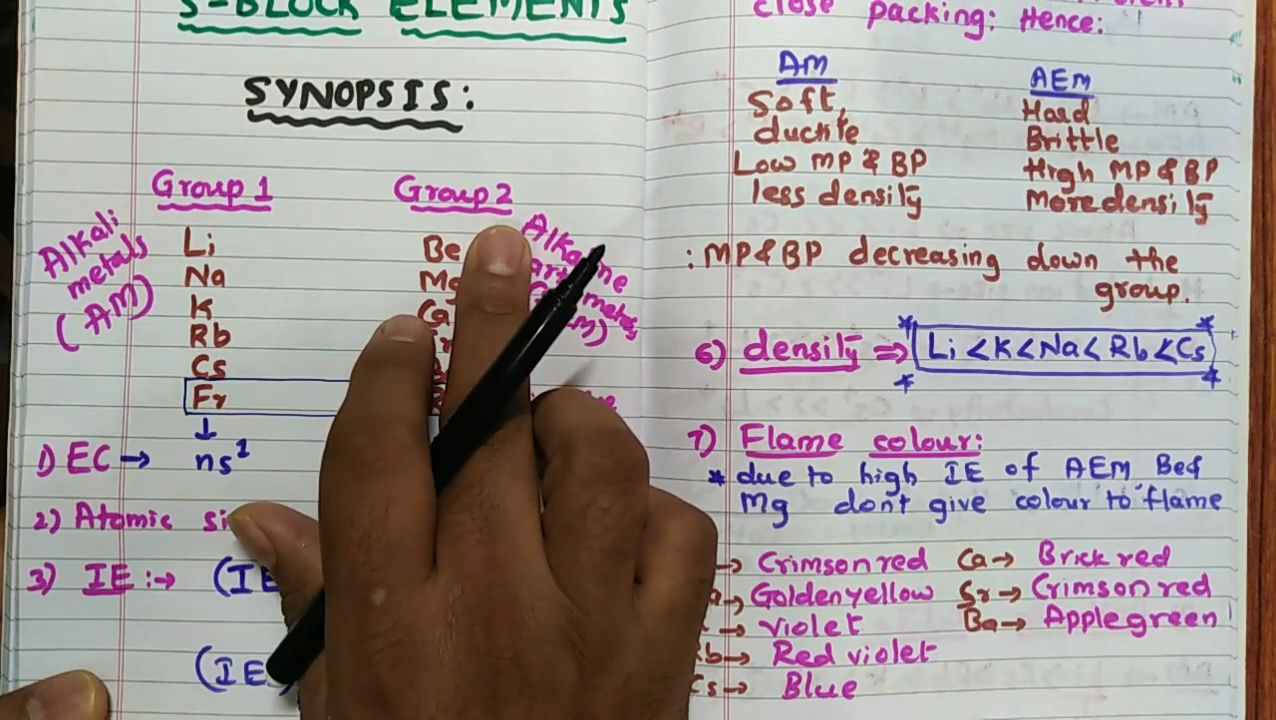 S-BLOCK ELEMENTS
SYNOPSIS:
Group 1 Group 2
Alkali metals (AM)
Li Be
Na
K Ca
Rb
Cs
Fr
↓
1) EC → ns¹
2) Atomic
3) IE :→ (IE
(IE
close packing: Hence:
AM AEM
Soft, Hard
ductile Brittle
Low MP & BP High MP & BP
less density More density
: MP & BP decreasing down the
group.
6) density ⇒ Li < K < Na < Rb < Cs
7) Flame colour:
* due to high IE of AEM Be &
Mg don't give colour to flame
→ Crimson red Ca → Brick red
→ Golden yellow Sr → Crimson red
→ Violet Ba → Apple green
Rb → Red violet
Cs → Blue